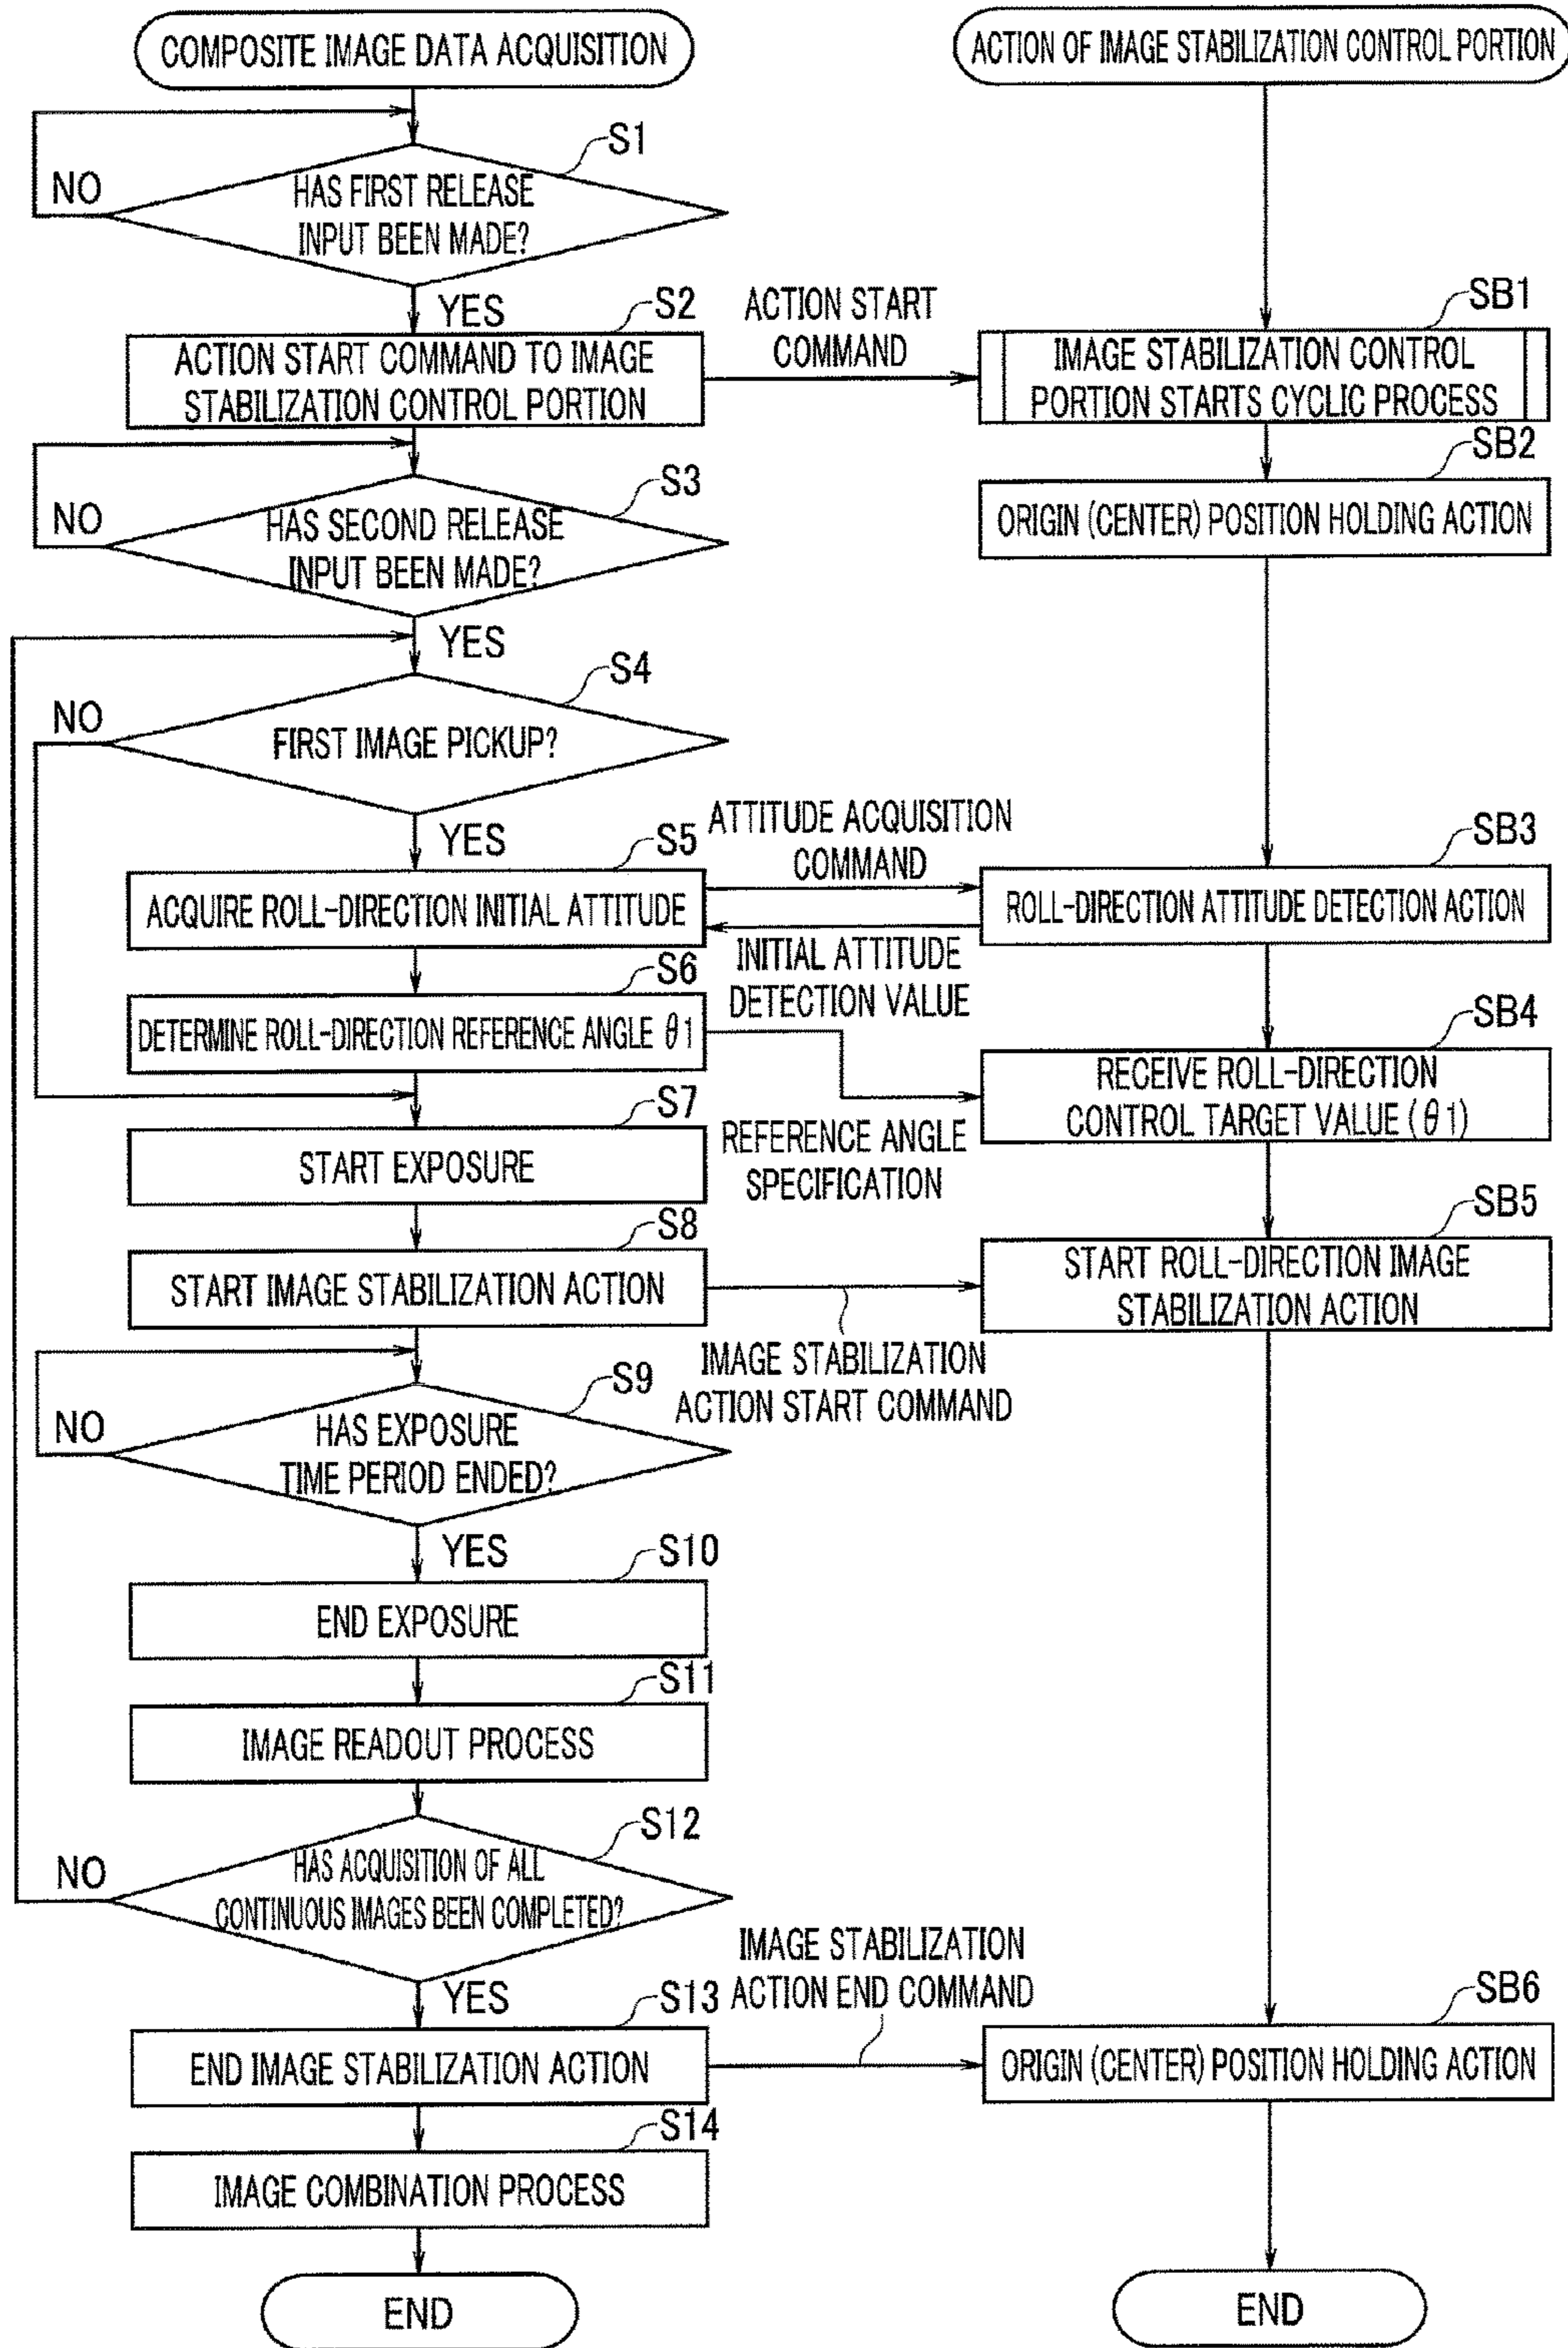 COMPOSITE IMAGE DATA ACQUISITION
ACTION OF IMAGE STABILIZATION CONTROL PORTION
S1
NO
HAS FIRST RELEASE
INPUT BEEN MADE?
YES
S2
ACTION START COMMAND TO IMAGE
STABILIZATION CONTROL PORTION
ACTION START
COMMAND
SB1
IMAGE STABILIZATION CONTROL
PORTION STARTS CYCLIC PROCESS
SB2
ORIGIN (CENTER) POSITION HOLDING ACTION
S3
NO
HAS SECOND RELEASE
INPUT BEEN MADE?
YES
S4
NO
FIRST IMAGE PICKUP?
YES
S5
ACQUIRE ROLL-DIRECTION INITIAL ATTITUDE
ATTITUDE ACQUISITION
COMMAND
SB3
ROLL-DIRECTION ATTITUDE DETECTION ACTION
INITIAL ATTITUDE
DETECTION VALUE
S6
DETERMINE ROLL-DIRECTION REFERENCE ANGLE θ1
SB4
RECEIVE ROLL-DIRECTION
CONTROL TARGET VALUE (θ1)
REFERENCE ANGLE
SPECIFICATION
S7
START EXPOSURE
S8
START IMAGE STABILIZATION ACTION
SB5
START ROLL-DIRECTION IMAGE
STABILIZATION ACTION
IMAGE STABILIZATION
ACTION START COMMAND
S9
NO
HAS EXPOSURE
TIME PERIOD ENDED?
YES
S10
END EXPOSURE
S11
IMAGE READOUT PROCESS
S12
NO
HAS ACQUISITION OF ALL
CONTINUOUS IMAGES BEEN COMPLETED?
YES
IMAGE STABILIZATION
ACTION END COMMAND
S13
END IMAGE STABILIZATION ACTION
SB6
ORIGIN (CENTER) POSITION HOLDING ACTION
S14
IMAGE COMBINATION PROCESS
END
END